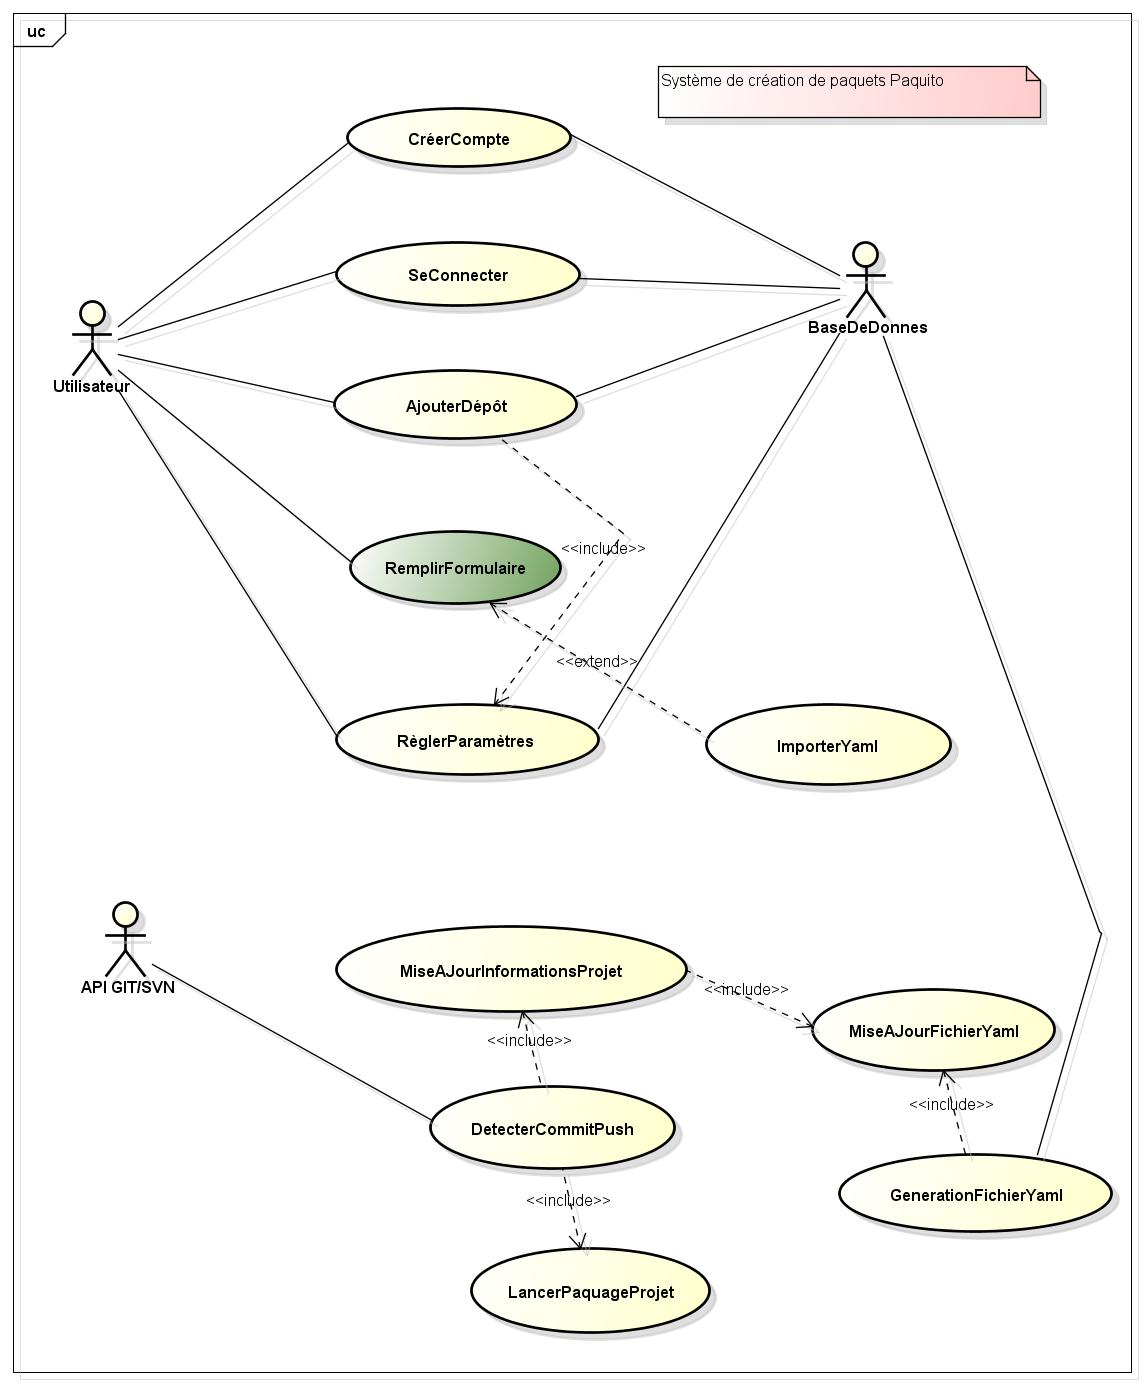 uc
Système de création de paquets Paquito
CréerCompte
SeConnecter
BaseDeDonnes
Utilisateur
AjouterDépôt
<<include>>
RemplirFormulaire
<<extend>>
RèglerParamètres
ImporterYaml
API GIT/SVN
MiseAJourInformationsProjet
<<include>>
MiseAJourFichierYaml
<<include>>
<<include>>
DetecterCommitPush
GenerationFichierYaml
<<include>>
LancerPaquageProjet